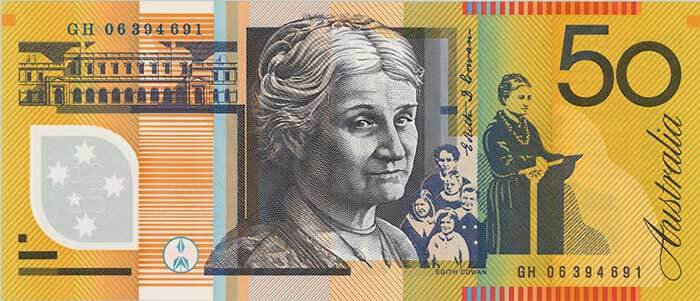 GH 06394691
50
Edith D Cowan
Australia
EDITH COWAN
GH 06394691